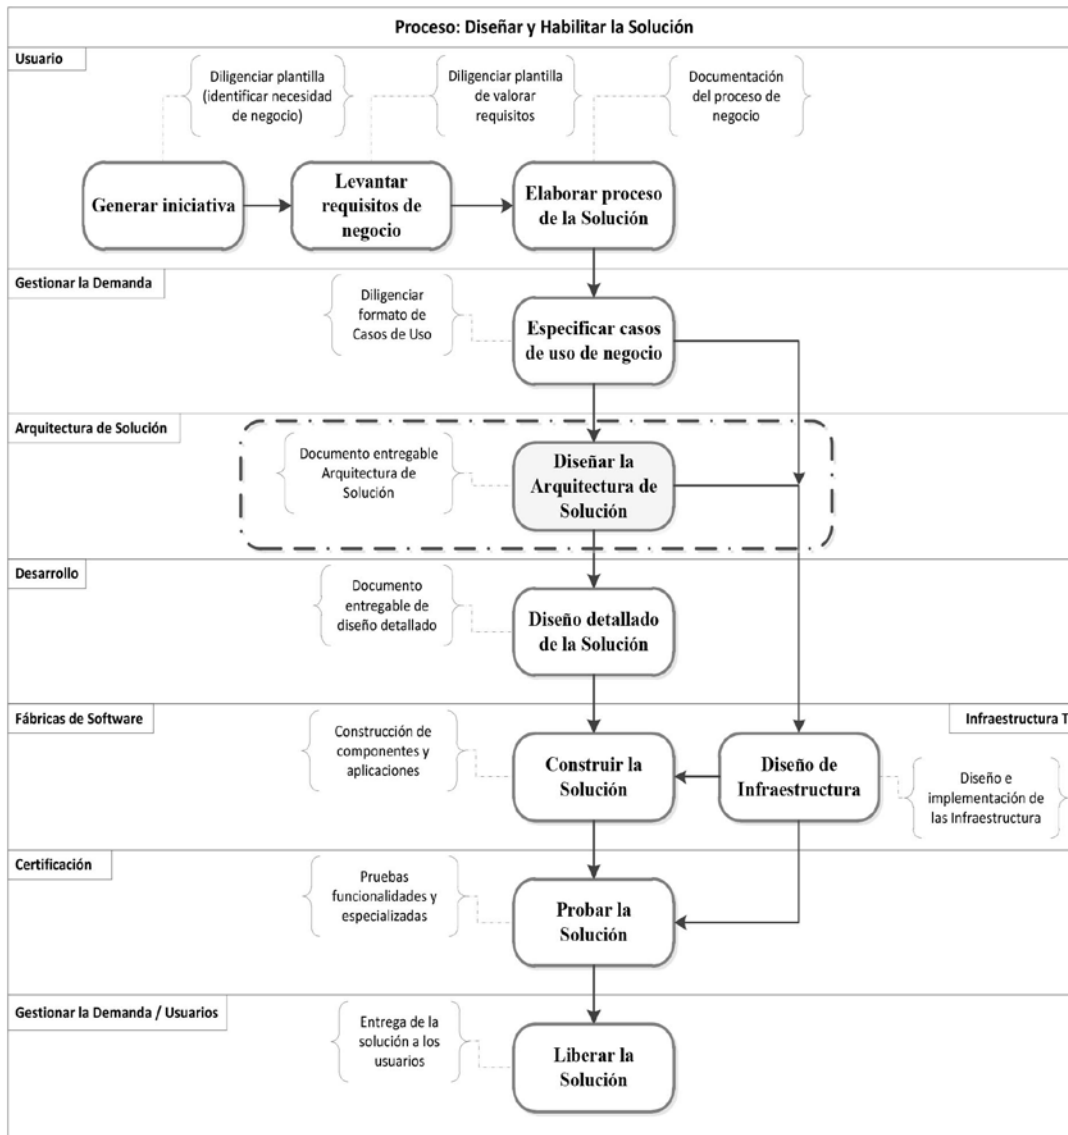 Proceso: Diseñar y Habilitar la Solución
Usuario
Diligenciar plantilla
(identificar necesidad
de negocio)
Diligenciar plantilla
de valorar
requisitos
Documentación
del proceso de
negocio
Generar iniciativa
Levantar
requisitos de
negocio
Elaborar proceso
de la Solución
Gestionar la Demanda
Diligenciar
formato de
Casos de Uso
Especificar casos
de uso de negocio
Arquitectura de Solución
Documento entregable
Arquitectura de
Solución
Diseñar la
Arquitectura de
Solución
Desarrollo
Documento
entregable de
diseño detallado
Diseño detallado
de la Solución
Fábricas de Software
Infraestructura T
Construcción de
componentes y
aplicaciones
Construir la
Solución
Diseño de
Infraestructura
Diseño e
implementación de
las Infraestructura
Certificación
Pruebas
funcionalidades y
especializadas
Probar la
Solución
Gestionar la Demanda / Usuarios
Entrega de la
solución a los
usuarios
Liberar la
Solución